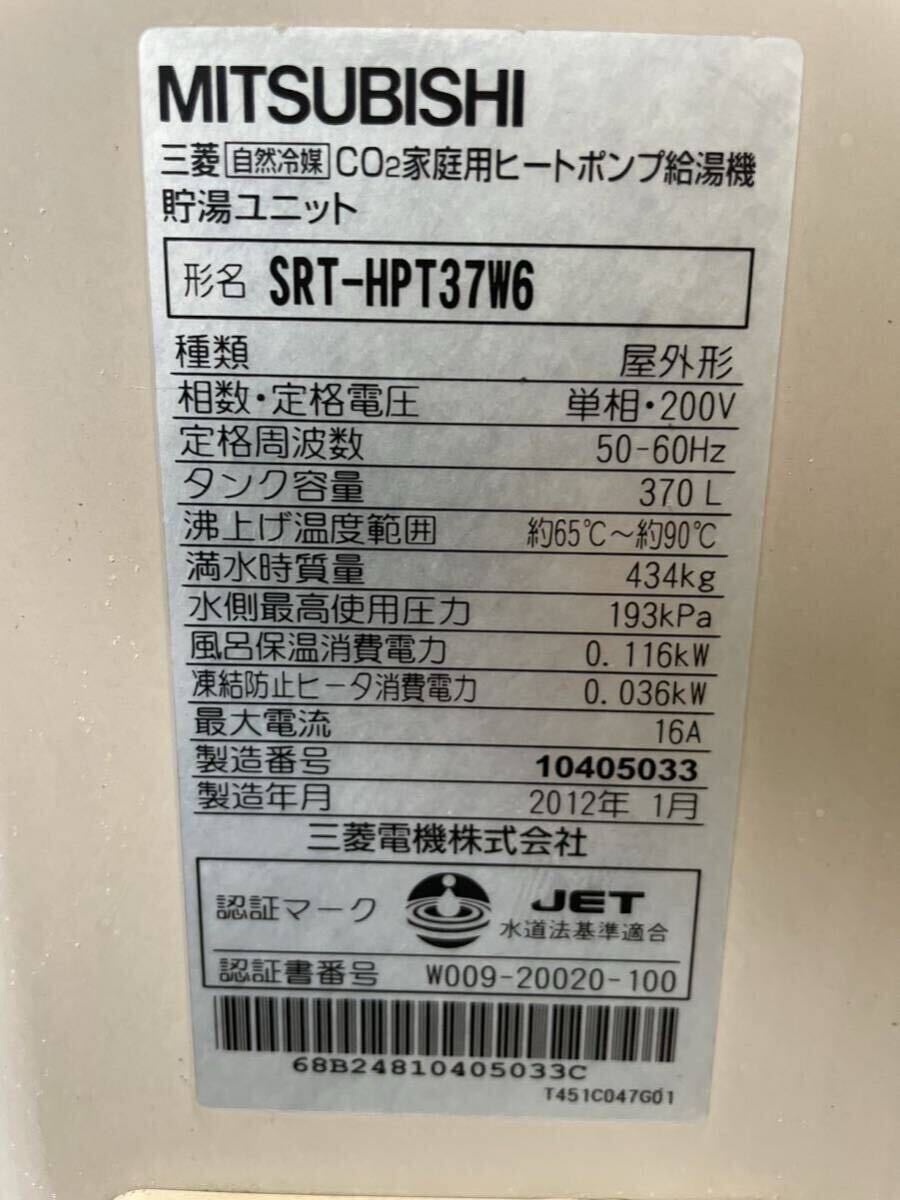 MITSUBISHI
三菱 自然冷媒 CO2家庭用ヒートポンプ給湯機
貯湯ユニット
形名 SRT-HPT37W6
種類 屋外形
相数・定格電圧 単相・200V
定格周波数 50-60Hz
タンク容量 370L
沸上げ温度範囲 約65℃～約90℃
満水時質量 434kg
水側最高使用圧力 193kPa
風呂保温消費電力 0.116kW
凍結防止ヒータ消費電力 0.036kW
最大電流 16A
製造番号 10405033
製造年月 2012年 1月
三菱電機株式会社
認証マーク JET
水道法基準適合
認証書番号 W009-20020-100
68B24810405033C
T451C047G01